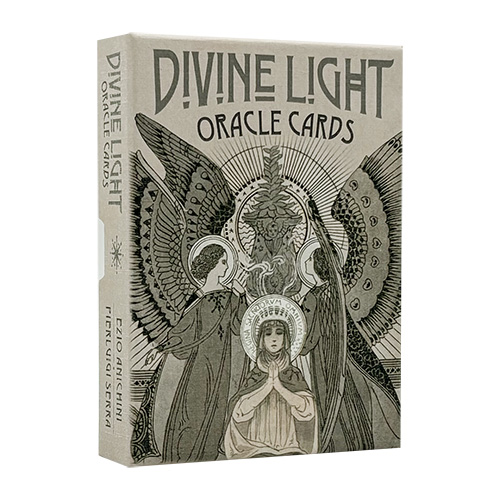 DIVINE LIGHT
ORACLE CARDS
DIVINE LIGHT
ORACLE CARDS
EZIO ANICHINI
PIERLUIGI SERRA